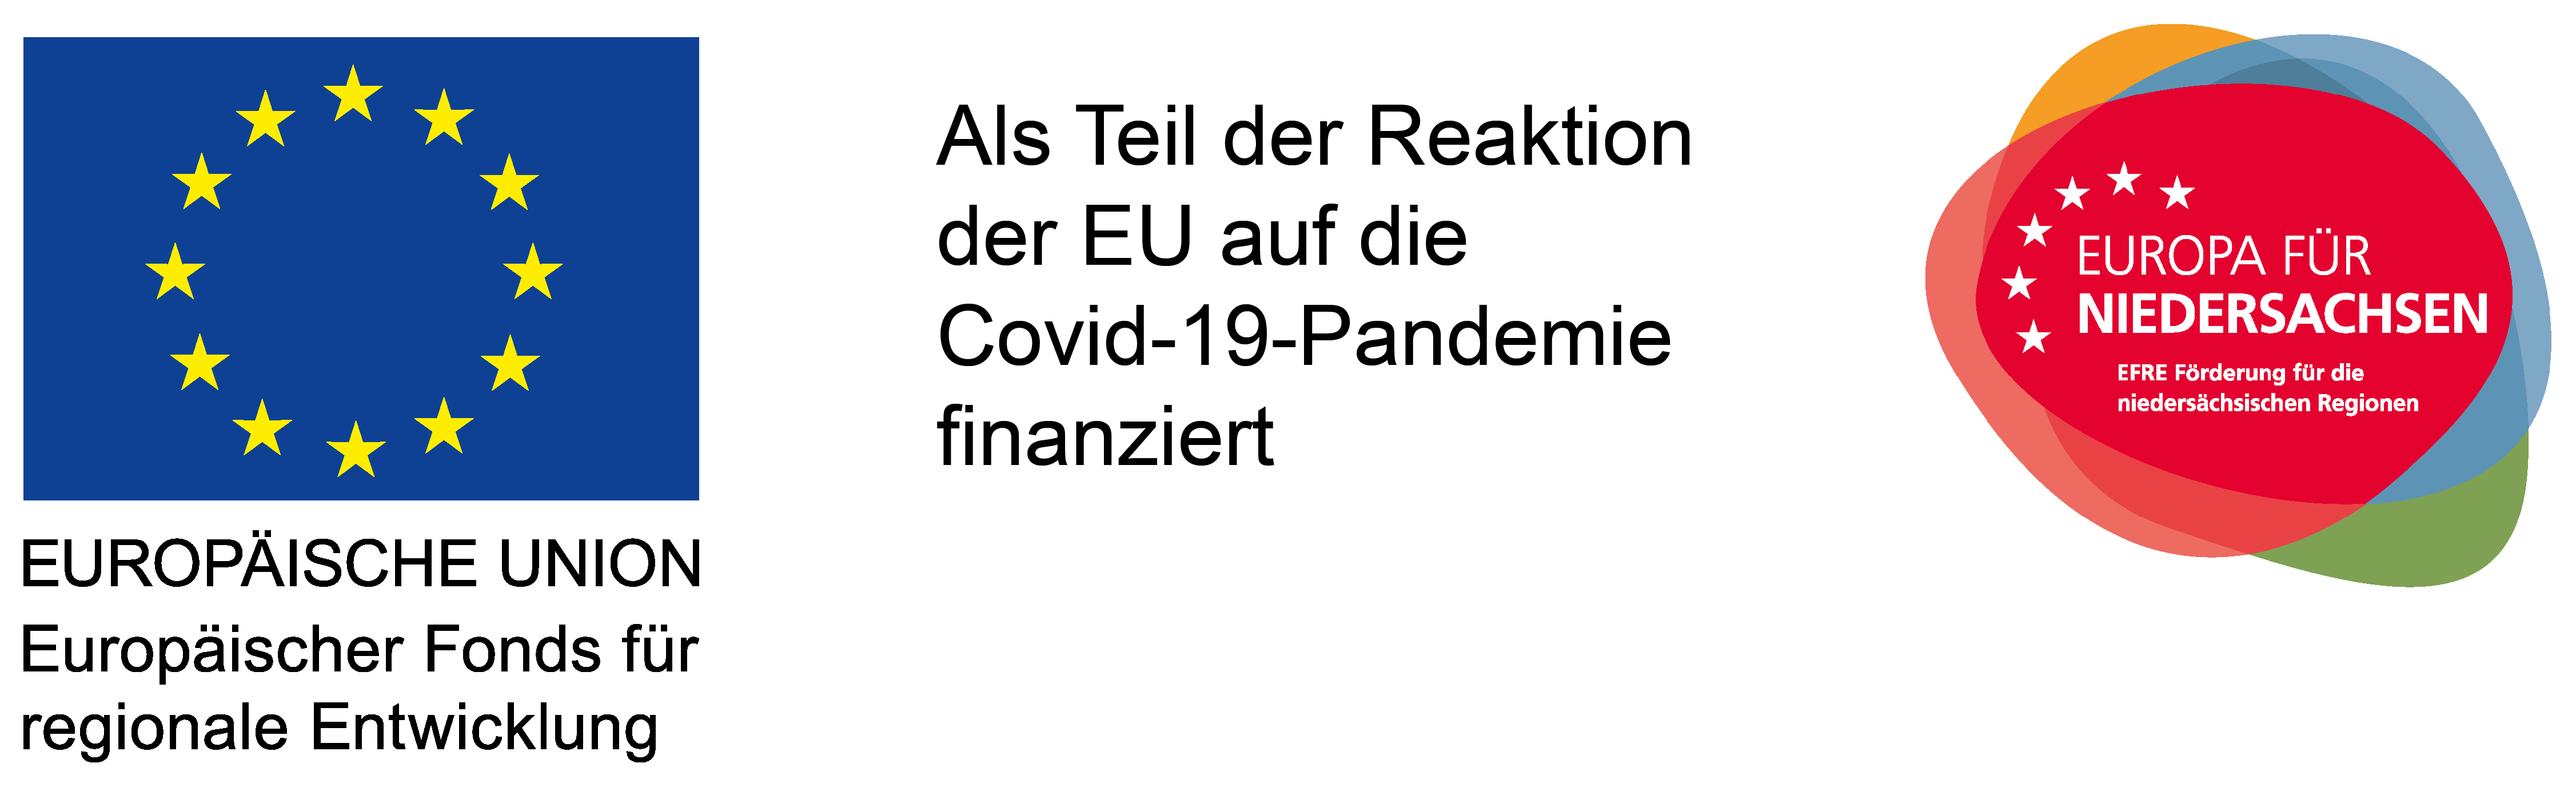 EUROPÄISCHE UNION
Europäischer Fonds für
regionale Entwicklung
Als Teil der Reaktion
der EU auf die
Covid-19-Pandemie
finanziert
EUROPA FÜR
NIEDERSACHSEN
EFRE Förderung für die
niedersächsischen Regionen